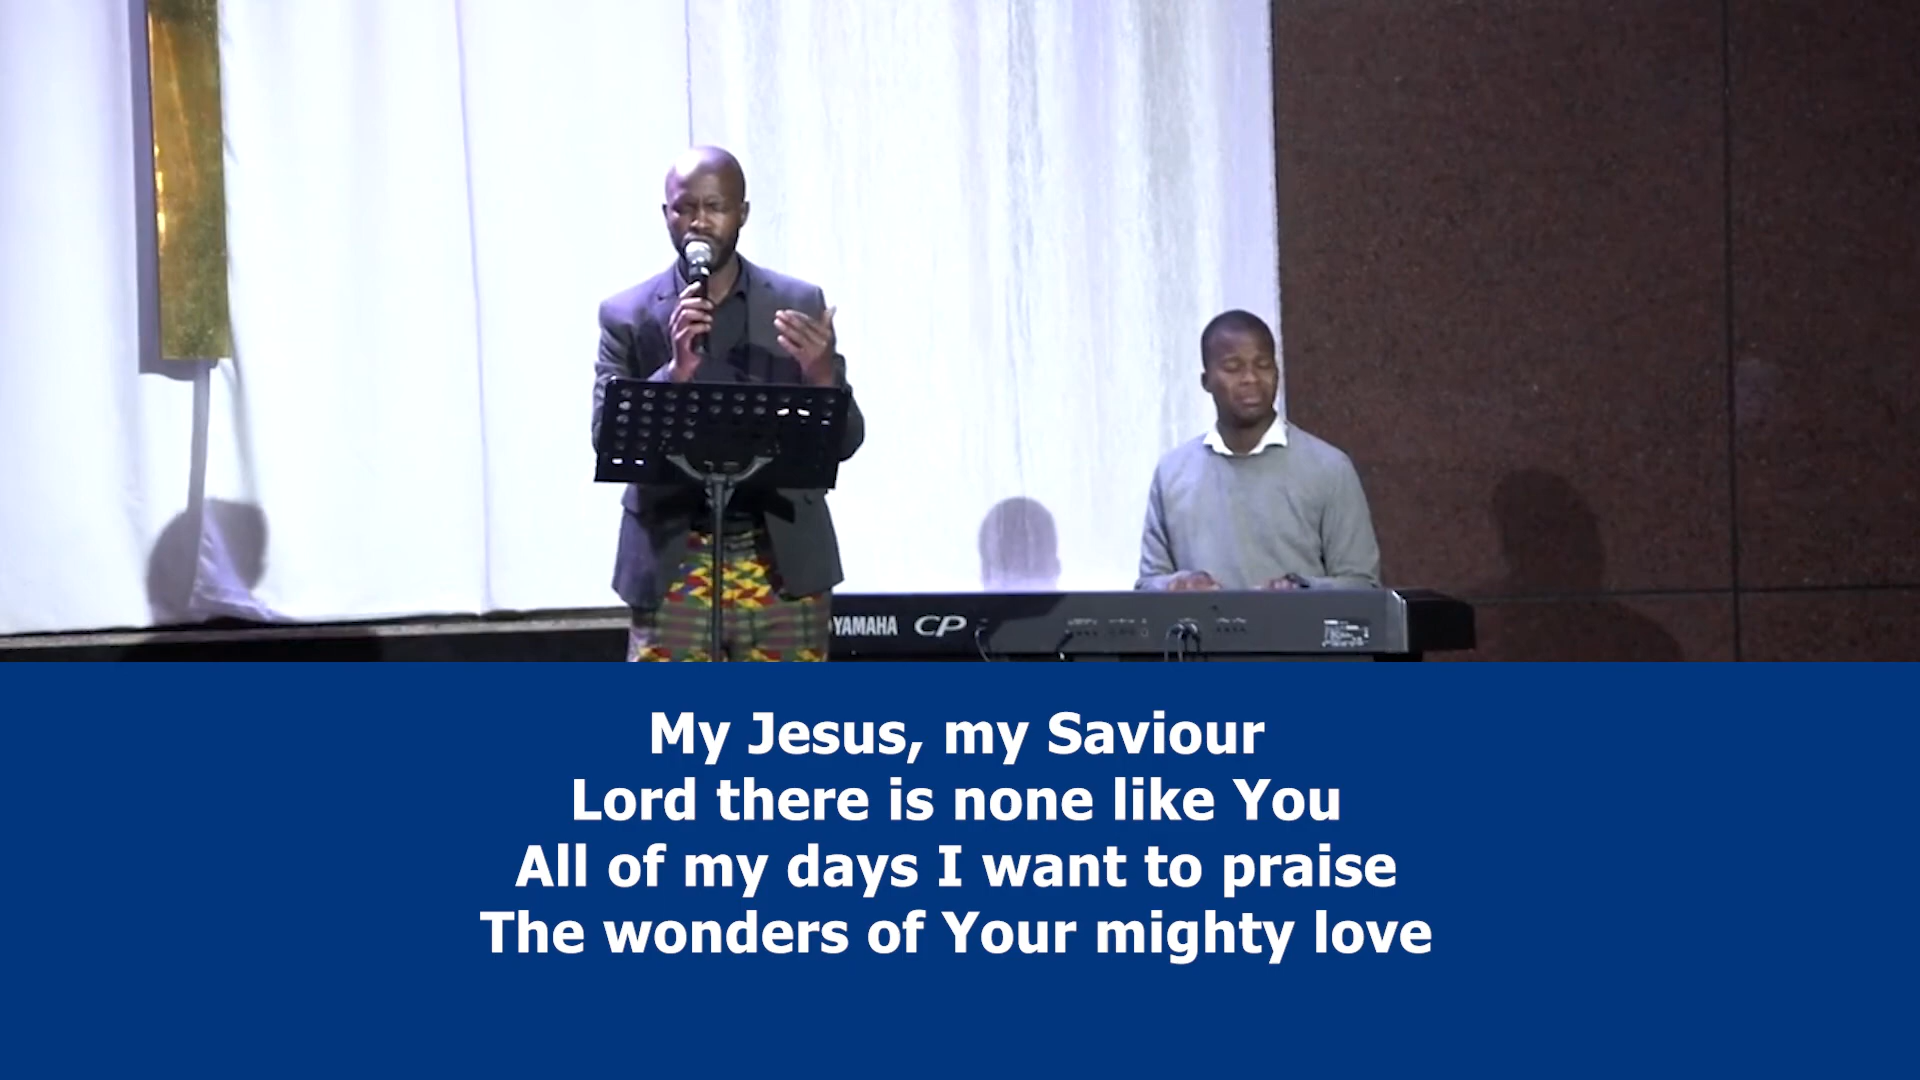 YAMAHA CP
My Jesus, my Saviour
Lord there is none like You
All of my days I want to praise
The wonders of Your mighty love